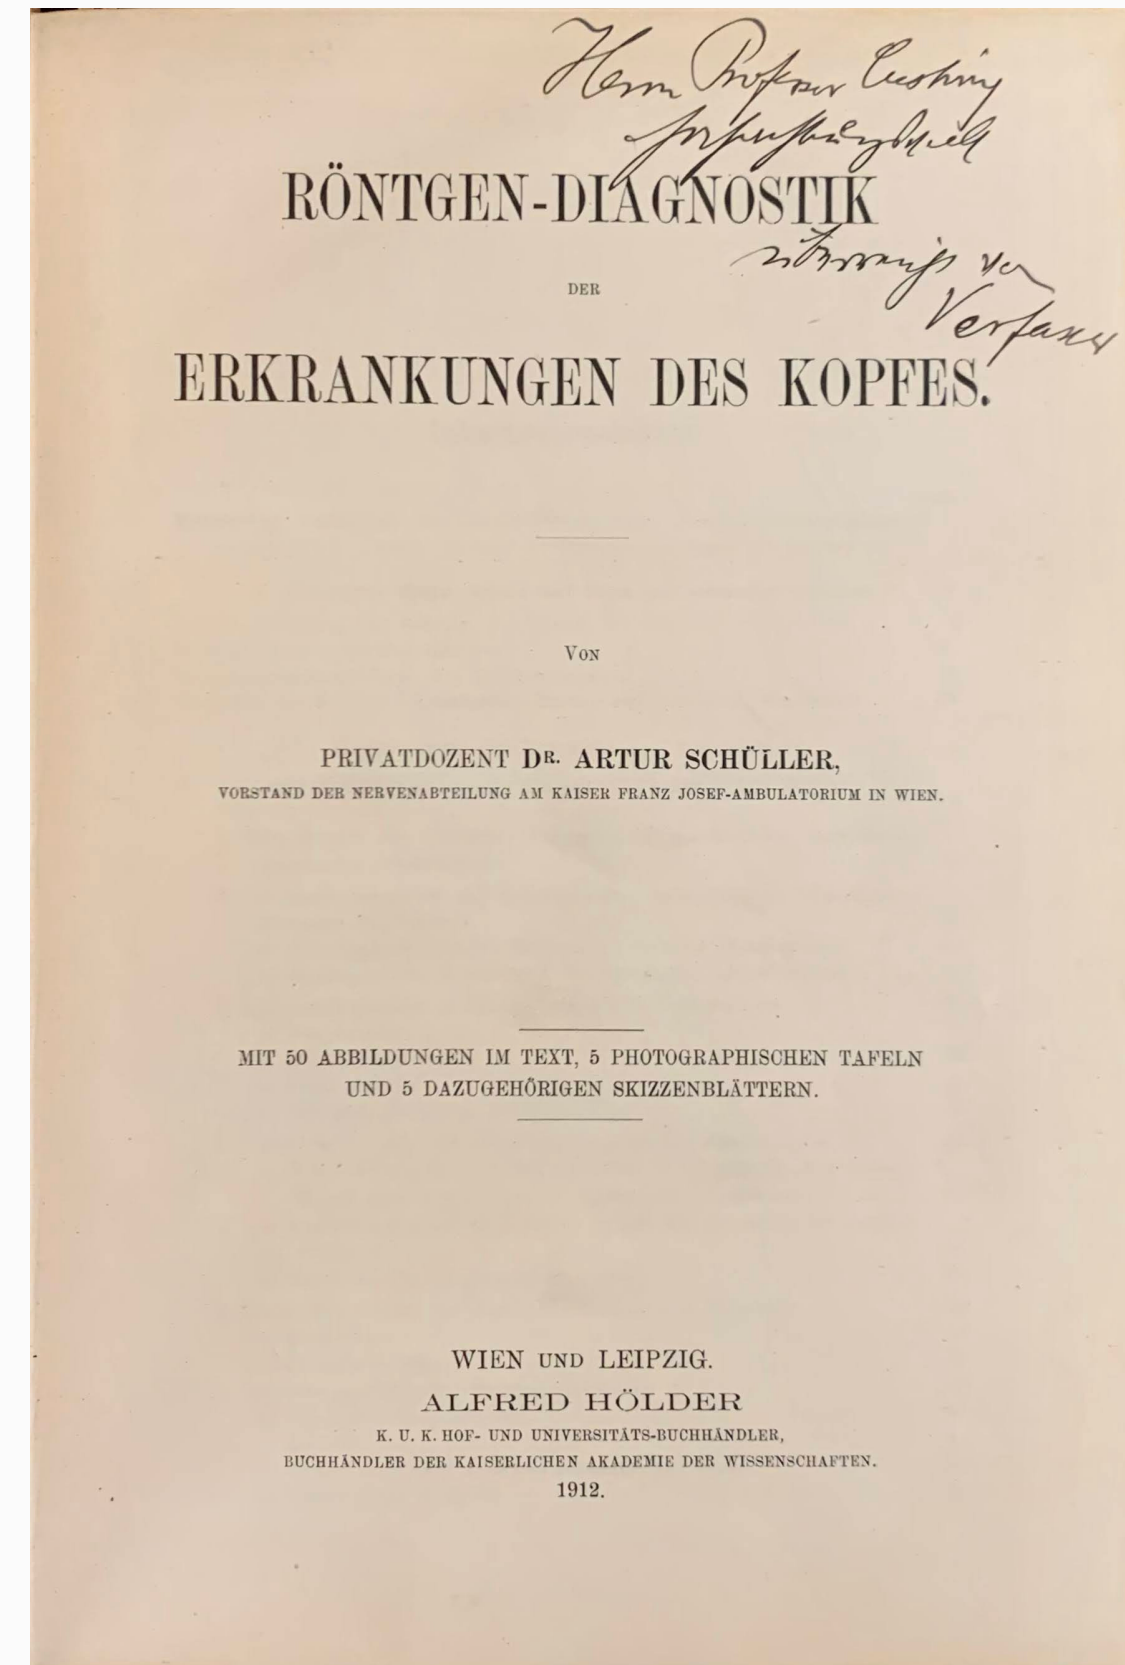 Herrn Professor Cushing
hochachtungsvoll
RÖNTGEN-DIAGNOSTIK
überreicht vom
DER
Verfasser
ERKRANKUNGEN DES KOPFES.
VON
PRIVATDOZENT DR. ARTUR SCHÜLLER,
VORSTAND DER NERVENABTEILUNG AM KAISER FRANZ JOSEF-AMBULATORIUM IN WIEN.
MIT 50 ABBILDUNGEN IM TEXT, 5 PHOTOGRAPHISCHEN TAFELN
UND 5 DAZUGEHÖRIGEN SKIZZENBLÄTTERN.
WIEN UND LEIPZIG.
ALFRED HÖLDER
K. U. K. HOF- UND UNIVERSITÄTS-BUCHHÄNDLER,
BUCHHÄNDLER DER KAISERLICHEN AKADEMIE DER WISSENSCHAFTEN.
1912.